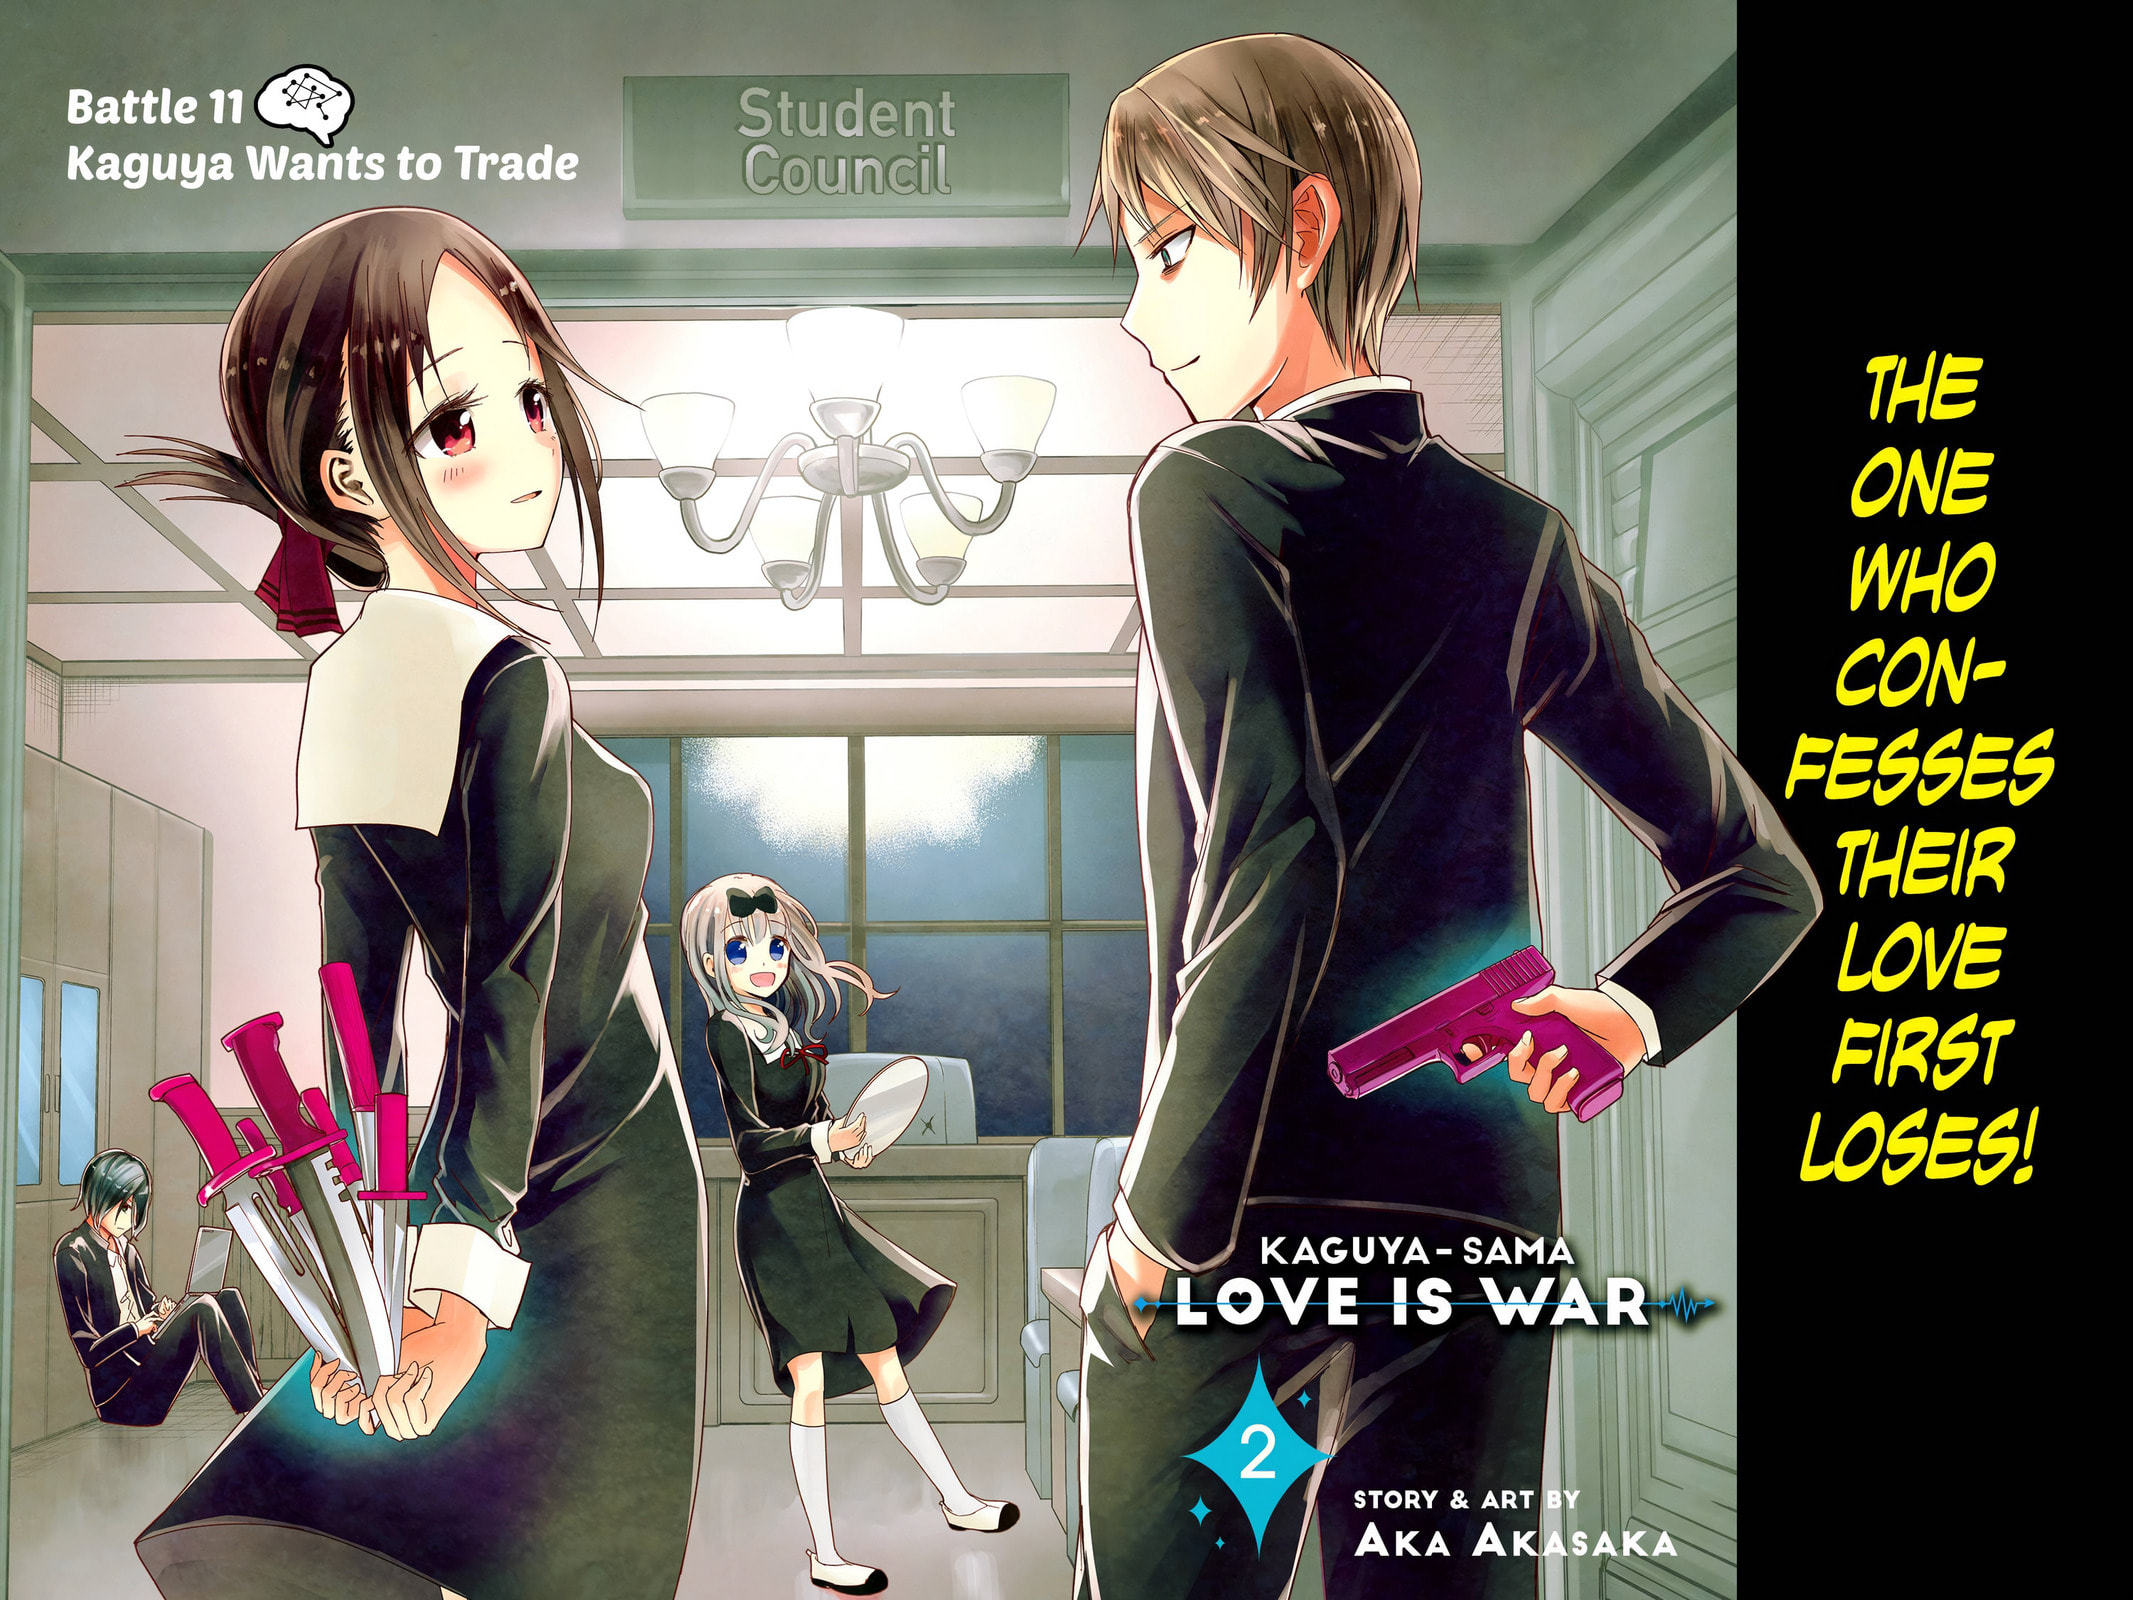 Battle 11
Kaguya Wants to Trade
Student
Council
THE
ONE
WHO
CON-
FESSES
THEIR
LOVE
FIRST
LOSES!
KAGUYA-SAMA
LOVE IS WAR
2
STORY & ART BY
AKA AKASAKA